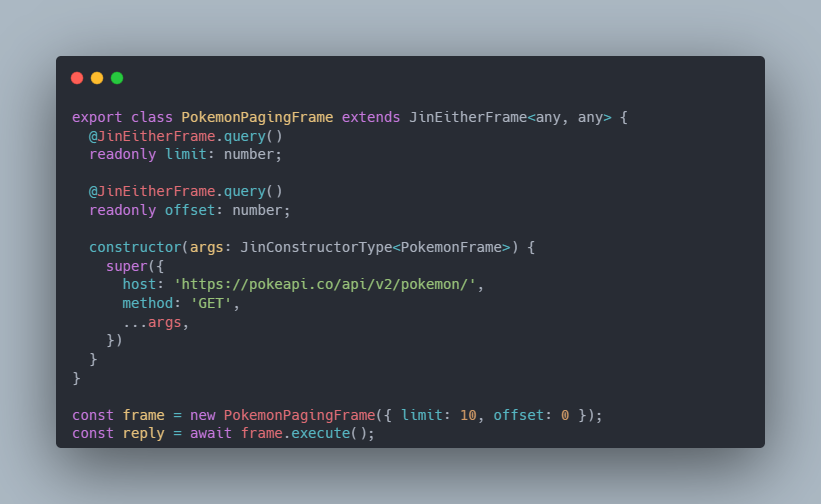 export class PokemonPagingFrame extends JinEitherFrame<any, any> {
  @JinEitherFrame.query()
  readonly limit: number;

  @JinEitherFrame.query()
  readonly offset: number;

  constructor(args: JinConstructorType<PokemonFrame>) {
    super({
      host: 'https://pokeapi.co/api/v2/pokemon/',
      method: 'GET',
      ...args,
    })
  }
}

const frame = new PokemonPagingFrame({ limit: 10, offset: 0 });
const reply = await frame.execute();